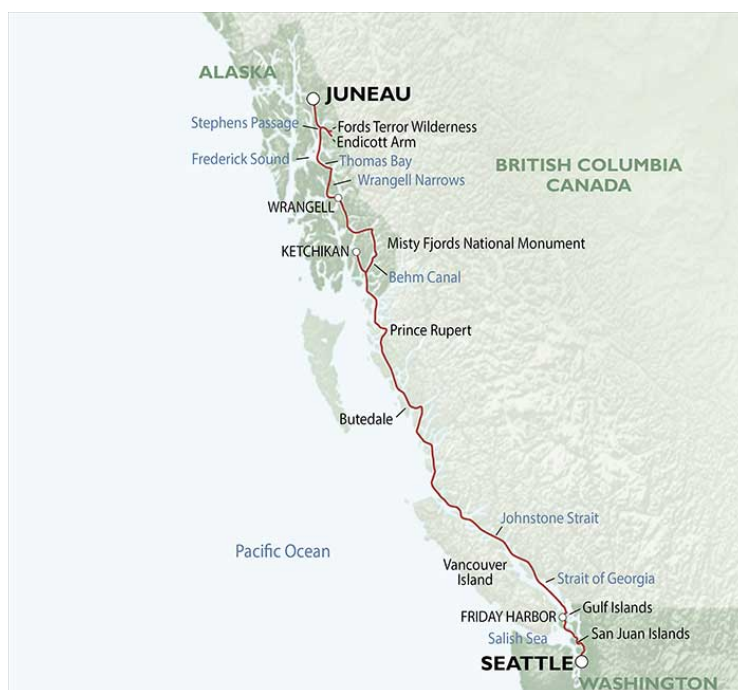 ALASKA
JUNEAU
Stephens Passage
Fords Terror Wilderness
Endicott Arm
Frederick Sound
Thomas Bay
Wrangell Narrows
BRITISH COLUMBIA
CANADA
WRANGELL
Misty Fjords National Monument
KETCHIKAN
Behm Canal
Prince Rupert
Butedale
Johnstone Strait
Pacific Ocean
Vancouver
Island
Strait of Georgia
Gulf Islands
FRIDAY HARBOR
San Juan Islands
Salish Sea
SEATTLE
WASHINGTON